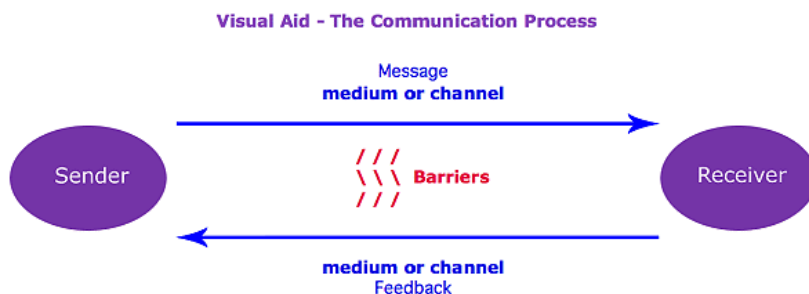 Visual Aid - The Communication Process
Message
medium or channel
Sender
/ / /
\ \ \ Barriers
/ / /
Receiver
medium or channel
Feedback